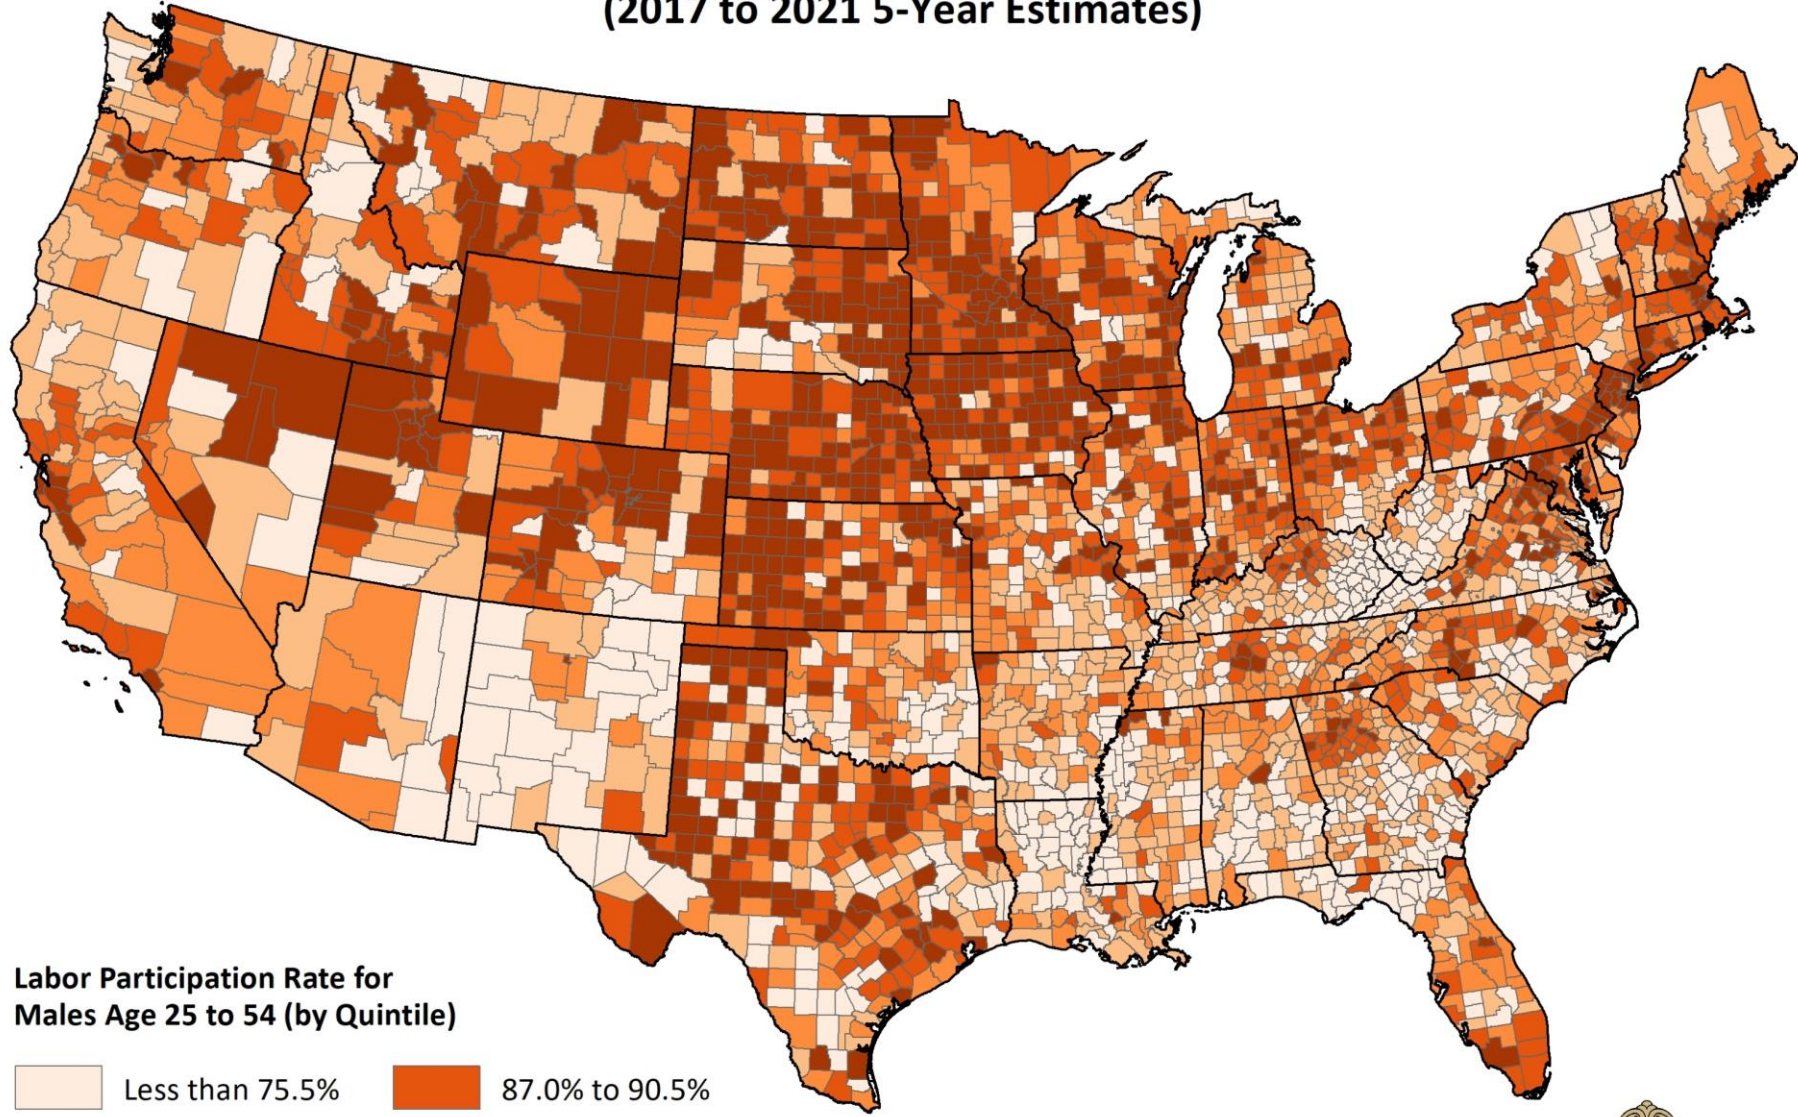 (2017 to 2021 5-Year Estimates)
Labor Participation Rate for
Males Age 25 to 54 (by Quintile)
Less than 75.5%
87.0% to 90.5%